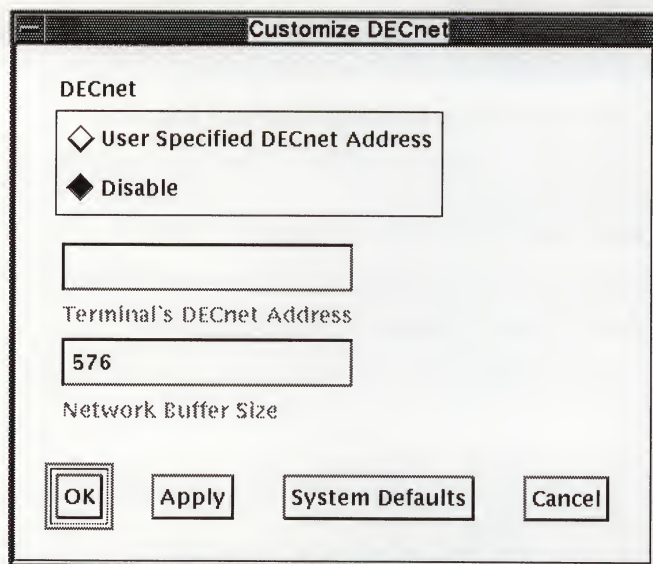 Customize DECnet
DECnet
User Specified DECnet Address
Disable
Terminal's DECnet Address
576
Network Buffer Size
OK Apply System Defaults Cancel